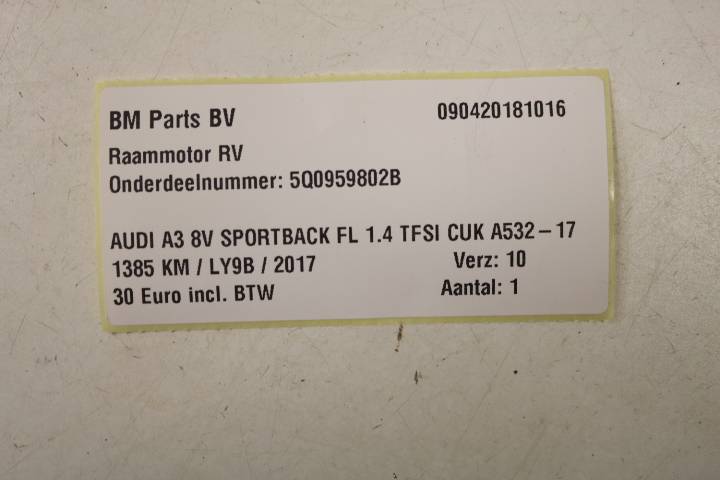 BM Parts BV 090420181016
Raammotor RV
Onderdeelnummer: 5Q0959802B
AUDI A3 8V SPORTBACK FL 1.4 TFSI CUK A532-17
1385 KM / LY9B / 2017 Verz: 10
30 Euro incl. BTW Aantal: 1